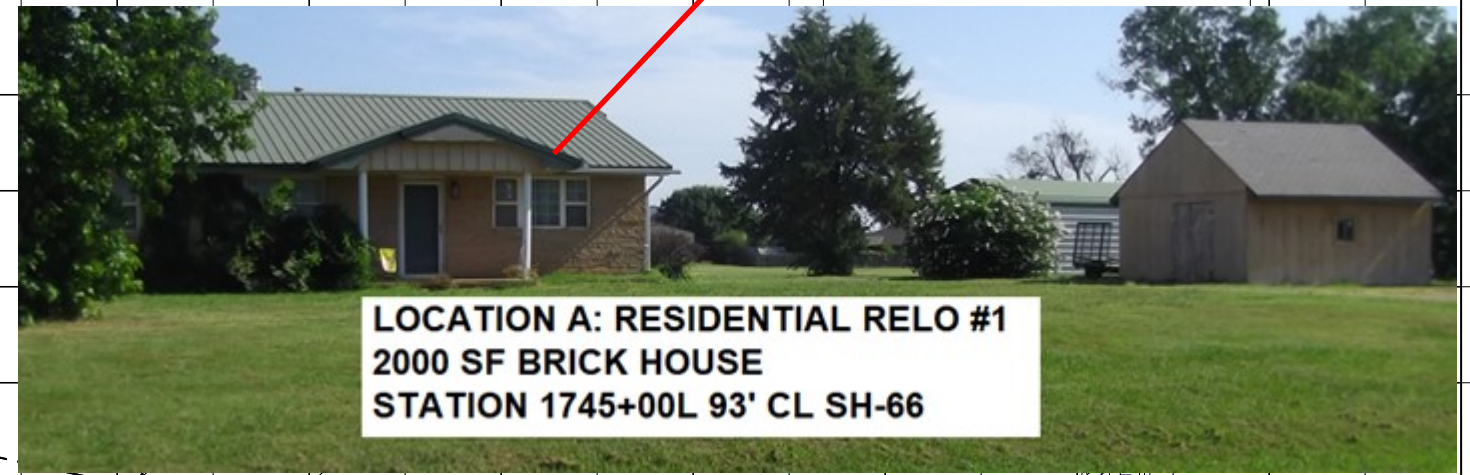 LOCATION A: RESIDENTIAL RELO #1
2000 SF BRICK HOUSE
STATION 1745+00L 93' CL SH-66